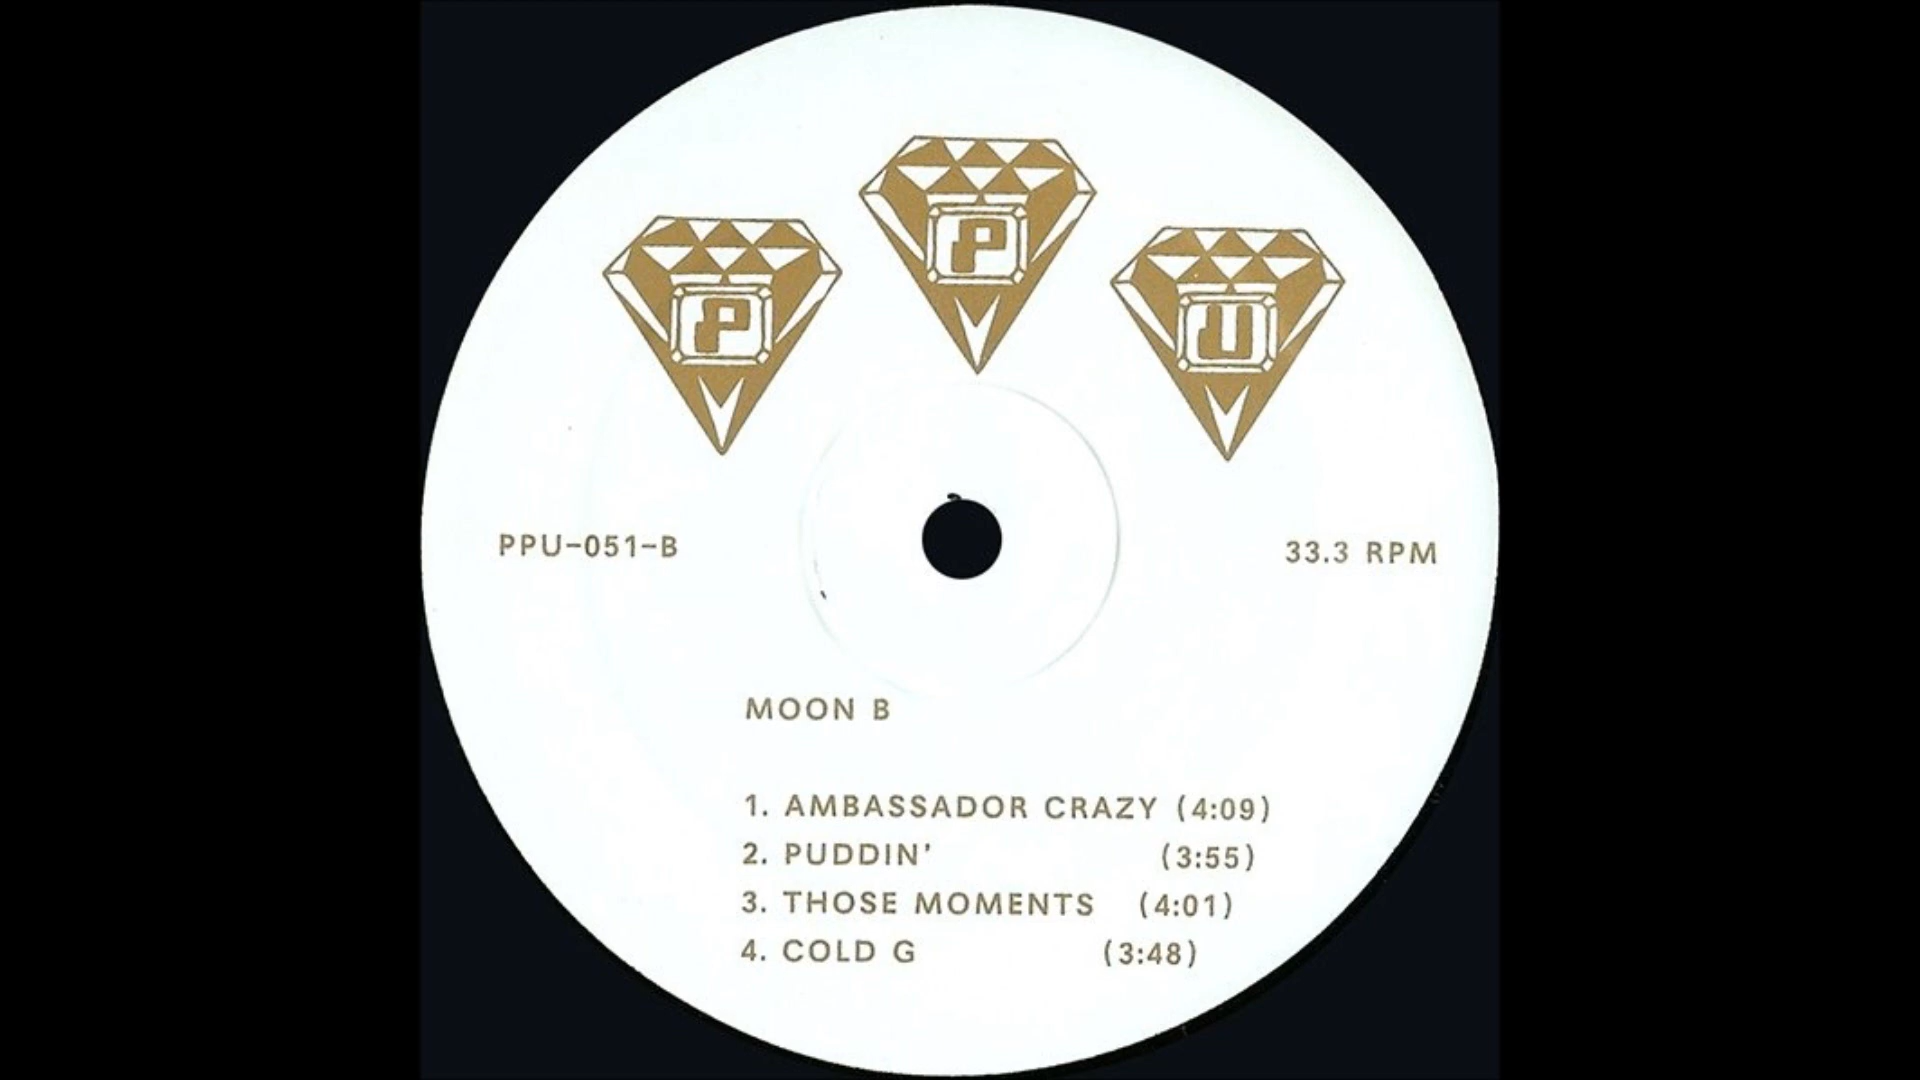 P P U
PPU-051-B
33.3 RPM
MOON B
1. AMBASSADOR CRAZY (4:09)
2. PUDDIN' (3:55)
3. THOSE MOMENTS (4:01)
4. COLD G (3:48)